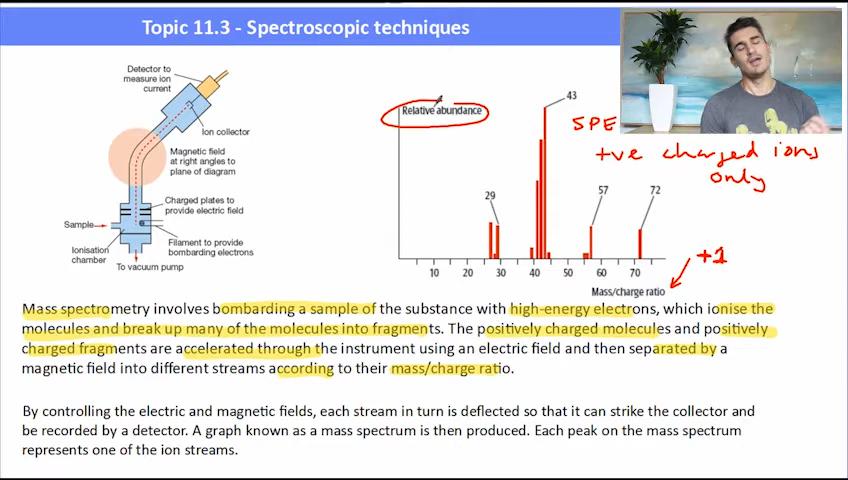 Topic 11.3 - Spectroscopic techniques
Detector to
measure ion
current
Ion collector
Magnetic field
at right angles to
plane of diagram
Charged plates to
provide electric field
Sample
Ionisation
chamber
Filament to provide
bombarding electrons
To vacuum pump
Relative abundance
43
29
57
72
10 20 30 40 50 60 70
Mass/charge ratio
SPE
+ve charged ions
only
+1
Mass spectrometry involves bombarding a sample of the substance with high-energy electrons, which ionise the
molecules and break up many of the molecules into fragments. The positively charged molecules and positively
charged fragments are accelerated through the instrument using an electric field and then separated by a
magnetic field into different streams according to their mass/charge ratio.
By controlling the electric and magnetic fields, each stream in turn is deflected so that it can strike the collector and
be recorded by a detector. A graph known as a mass spectrum is then produced. Each peak on the mass spectrum
represents one of the ion streams.